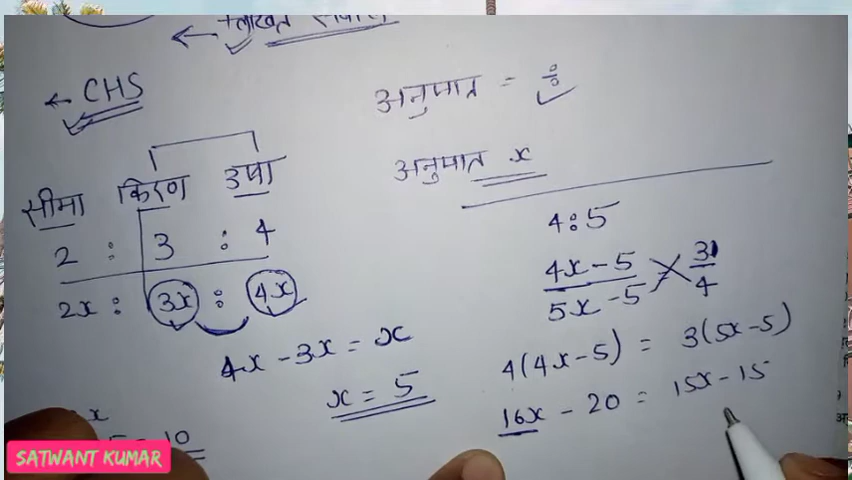 ← CHS
सीमा किरण उषा
2 : 3 : 4
2x : 3x : 4x
4x - 3x = x
x = 5
x
= 10
अनुपात = ÷
अनुपात x
4:5
4x-5 3
5x-5 4
4(4x-5) = 3(5x-5)
16x - 20 = 15x - 15
SATWANT KUMAR